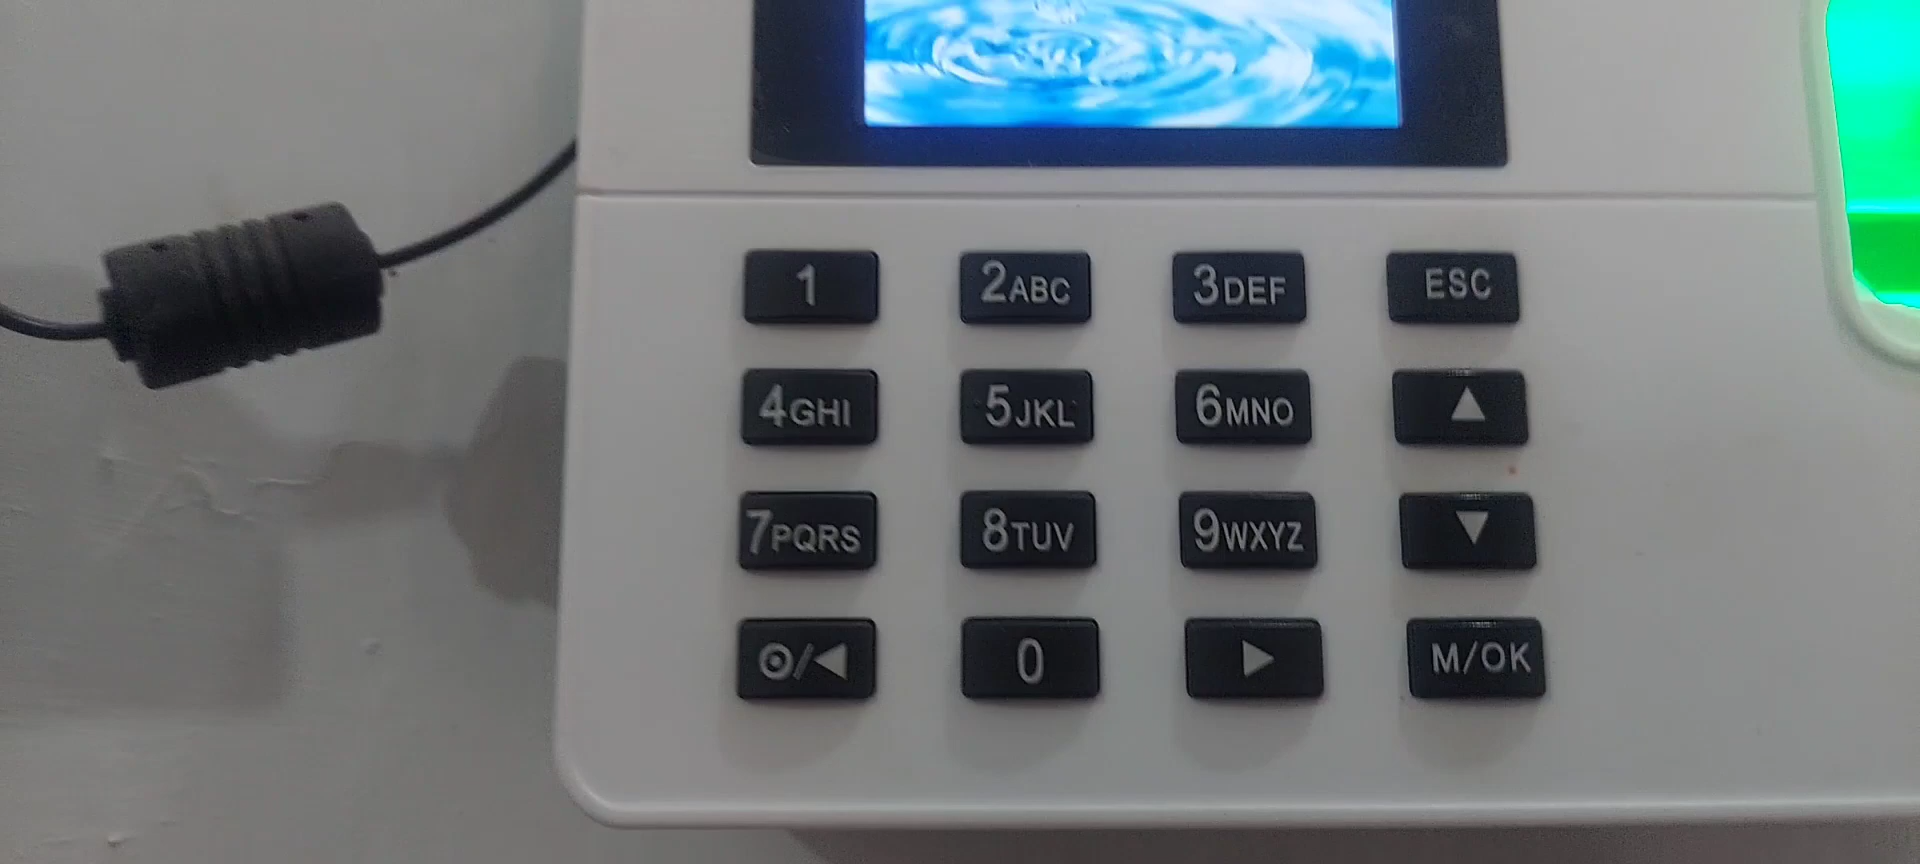 1 2ABC 3DEF ESC
4GHI 5JKL 6MNO ▲
7PQRS 8TUV 9WXYZ ▼
⊙/◀ 0 ▶ M/OK